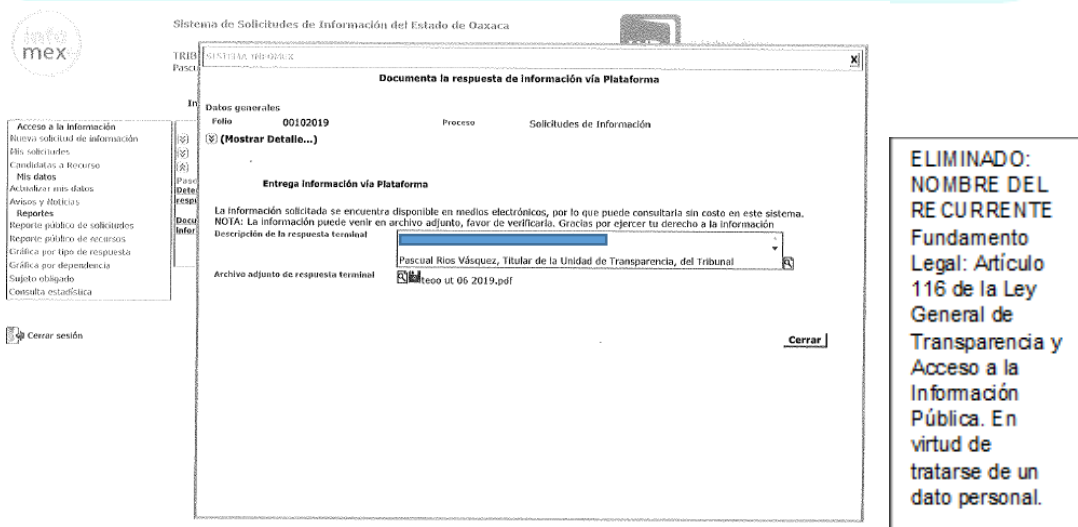 info
mex
Sistema de Solicitudes de Información del Estado de Oaxaca
TRIB
Pascu
In
SISTEMA INFOMEX
X
Documenta la respuesta de información vía Plataforma
Datos generales
Folio 00102019 Proceso Solicitudes de Información
(Mostrar Detalle...)
Entrega información vía Plataforma
La información solicitada se encuentra disponible en medios electrónicos, por lo que puede consultarla sin costo en este sistema.
NOTA: La información puede venir en archivo adjunto, favor de verificarla. Gracias por ejercer tu derecho a la información
Descripción de la respuesta terminal
Pascual Rios Vásquez, Titular de la Unidad de Transparencia, del Tribunal
Archivo adjunto de respuesta terminal
teeo ut 06 2019.pdf
Cerrar
Acceso a la Información
Nueva solicitud de información
Mis solicitudes
Candidatas a Recurso
Mis datos
Actualizar mis datos
Avisos y Noticias
Reportes
Reporte público de solicitudes
Reporte público de recursos
Gráfica por tipo de respuesta
Gráfica por dependencia
Sujeto obligado
Consulta estadística
Cerrar sesión
Pasc
Dete
respu
Docu
infor
ELIMINADO:
NOMBRE DEL
RECURRENTE
Fundamento
Legal: Artículo
116 de la Ley
General de
Transparencia y
Acceso a la
Información
Pública. En
virtud de
tratarse de un
dato personal.